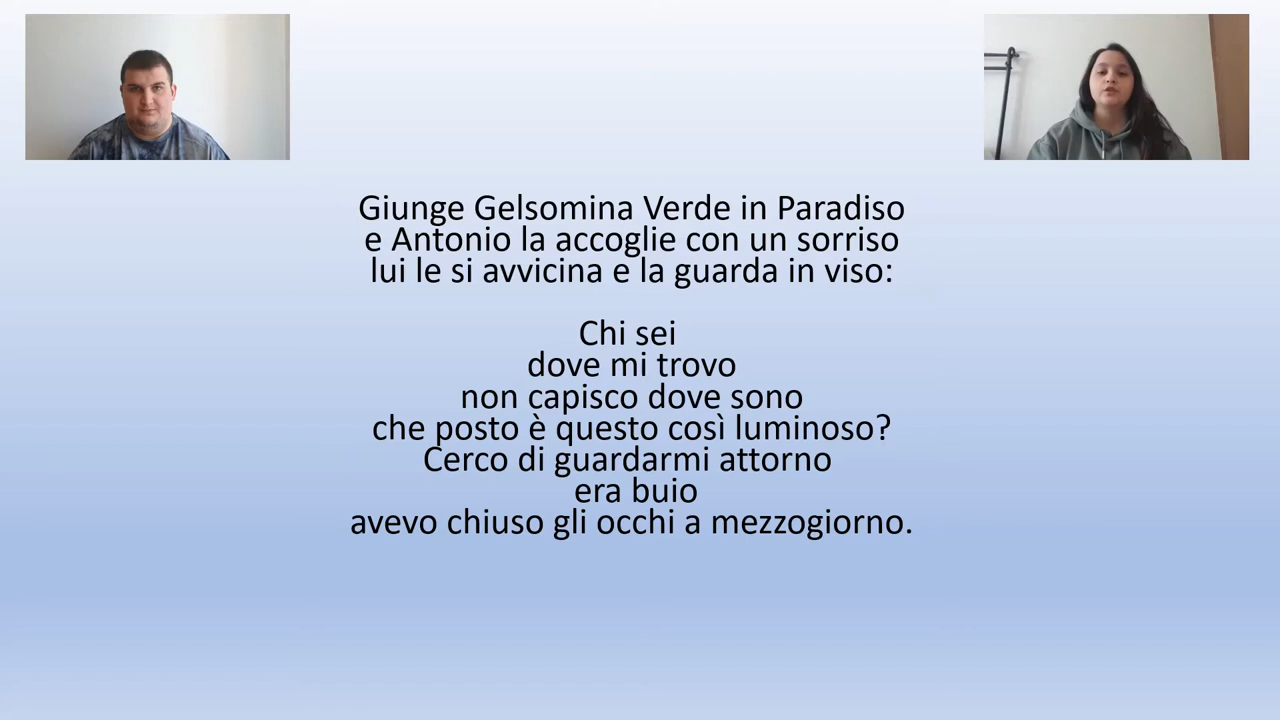 Giunge Gelsomina Verde in Paradiso
e Antonio la accoglie con un sorriso
lui le si avvicina e la guarda in viso:
Chi sei
dove mi trovo
non capisco dove sono
che posto è questo così luminoso?
Cerco di guardarmi attorno
era buio
avevo chiuso gli occhi a mezzogiorno.